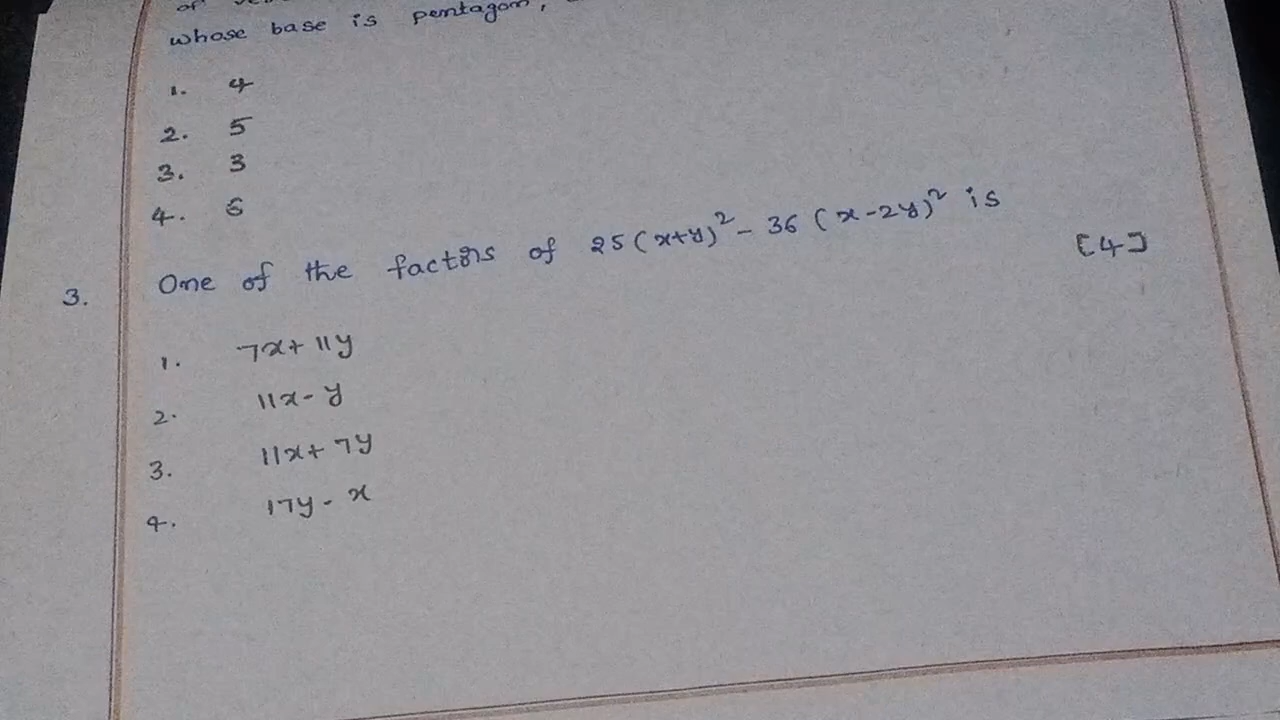 of
whose base is pentagon,
1. 4
2. 5
3. 3
4. 6
3. One of the factors of 25(x+y)² - 36(x-2y)² is
[4]
1. 7x+11y
2. 11x-y
3. 11x+7y
4. 17y-x